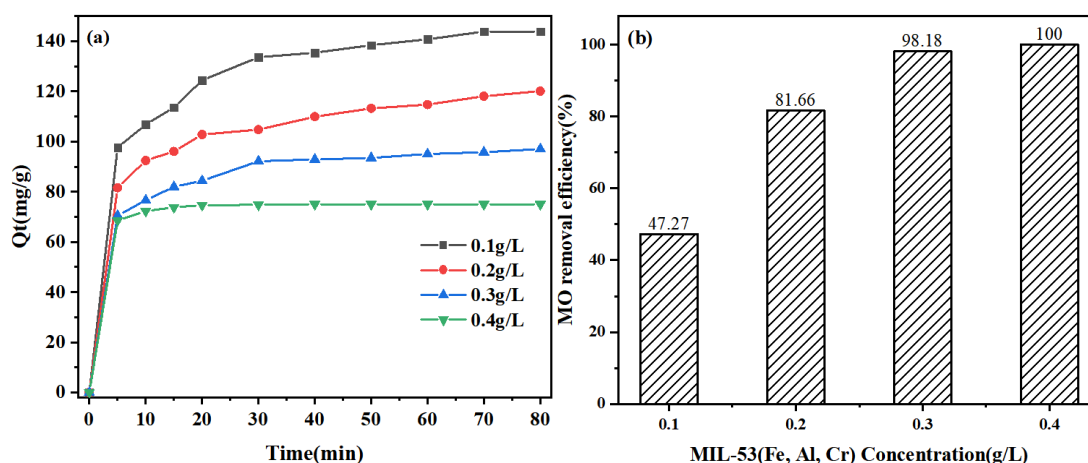 (a)
140
120
100
80
60
40
20
0
Qt(mg/g)
0.1g/L
0.2g/L
0.3g/L
0.4g/L
0 10 20 30 40 50 60 70 80
Time(min)
(b)
100
80
60
40
20
0
MO removal efficiency(%)
47.27
81.66
98.18
100
0.1 0.2 0.3 0.4
MIL-53(Fe, Al, Cr) Concentration(g/L)